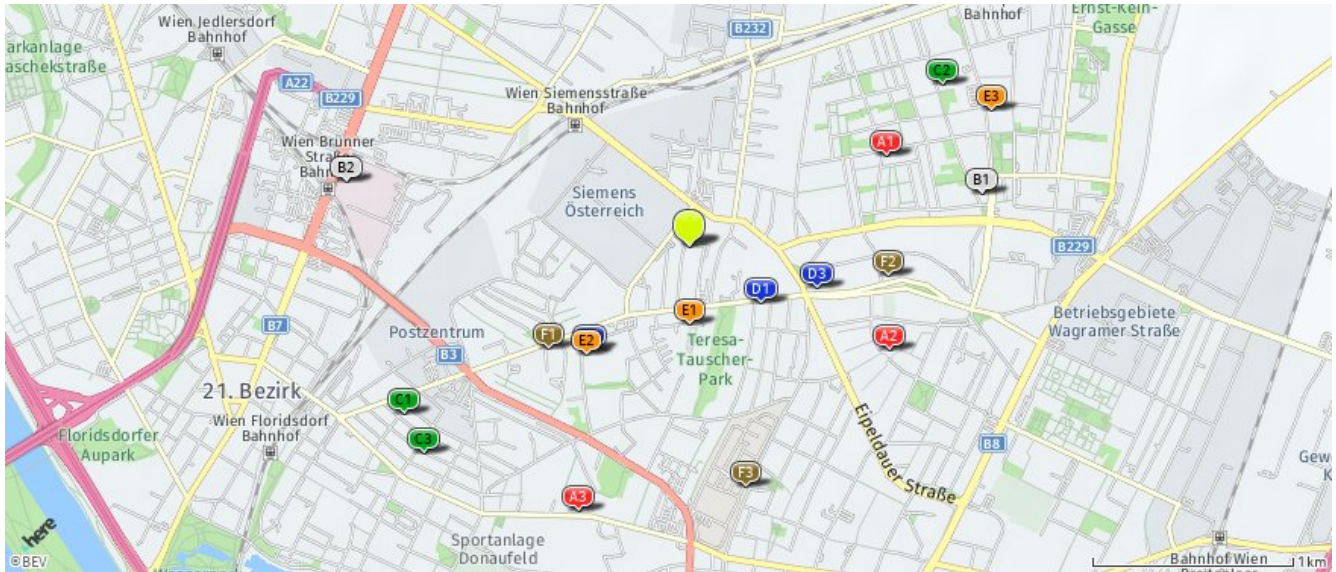 Wien Jedlersdorf
Bahnhof
arkanlage
aschekstraße
A22
B229
B232
Bahnhof
Ernst-Kein-
Gasse
C2
E3
Wien Siemensstraße
Bahnhof
Wien Brünner
Straße
Bahn
B2
A1
B1
Siemens
Österreich
B229
F2
D3
D1
E1
Betriebsgebiete
Wagramer Straße
B7
Postzentrum
F1
E2
Teresa-
Tauscher-
Park
A2
B3
21. Bezirk
C1
Wien Floridsdorf
Bahnhof
C3
Floridsdorfer
Aupark
Eipeldauer Straße
B8
F3
A3
Sportanlage
Donaufeld
here
©BEV
Bahnhof Wien
1km